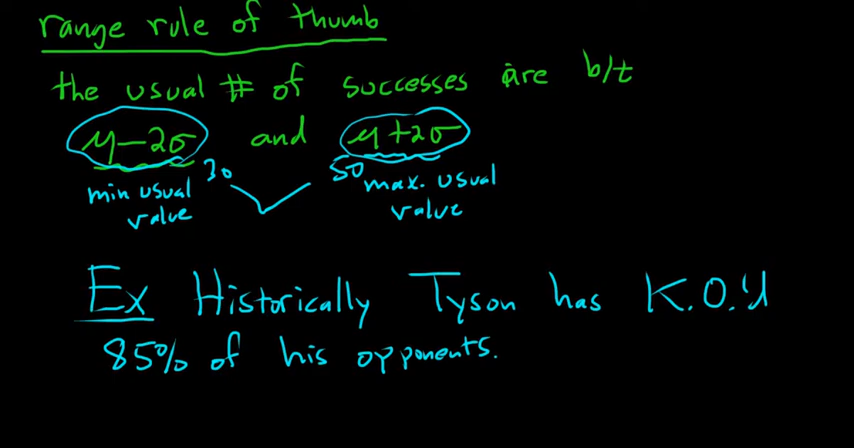 range rule of thumb
the usual # of successes are b/t
μ-2σ and μ+2σ
min usual value 30 50 max. usual value
Ex Historically Tyson has K.O.'d
85% of his opponents.